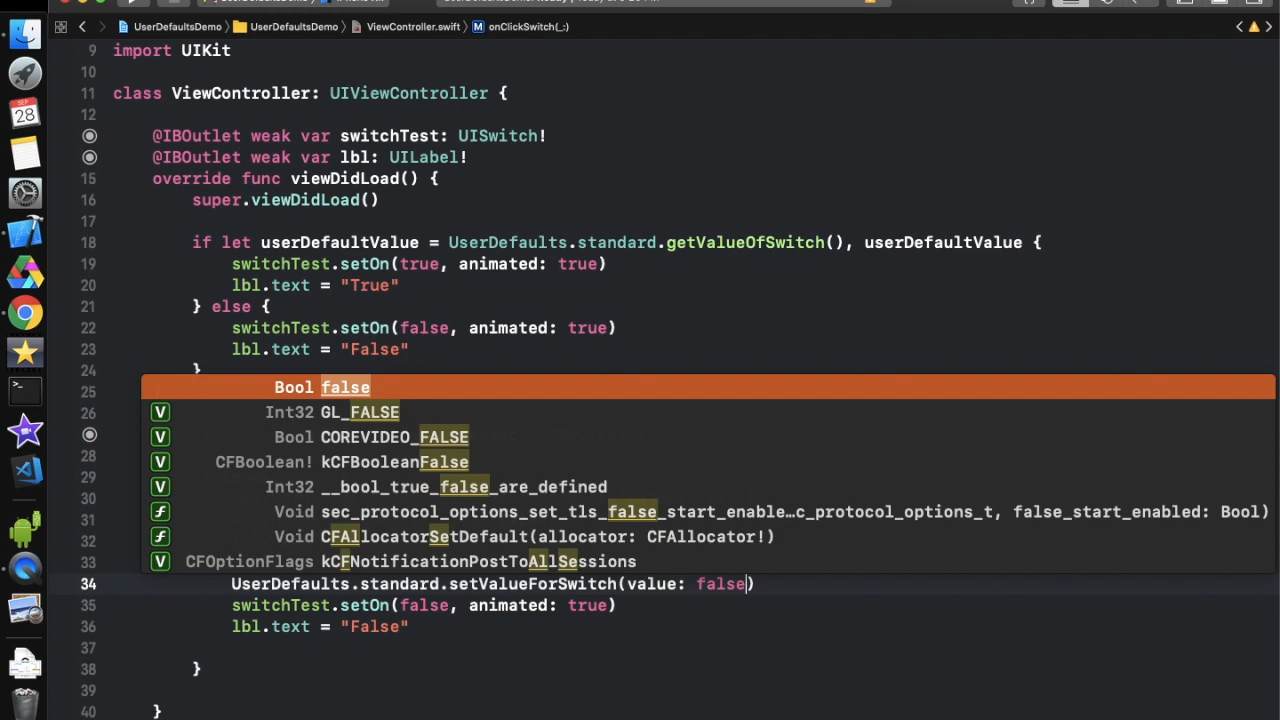 UserDefaultsDemo UserDefaultsDemo ViewController.swift M onClickSwitch(_:)
SEP
28
9 import UIKit
10
11 class ViewController: UIViewController {
12
@IBOutlet weak var switchTest: UISwitch!
@IBOutlet weak var lbl: UILabel!
15 override func viewDidLoad() {
16 super.viewDidLoad()
17
18 if let userDefaultValue = UserDefaults.standard.getValueOfSwitch(), userDefaultValue {
19 switchTest.setOn(true, animated: true)
20 lbl.text = "True"
21 } else {
22 switchTest.setOn(false, animated: true)
23 lbl.text = "False"
24 }
25 Bool false
26 V Int32 GL_FALSE
V Bool COREVIDEO_FALSE
28 V CFBoolean! kCFBooleanFalse
29 V Int32 __bool_true_false_are_defined
30
31 f Void sec_protocol_options_set_tls_false_start_enable…c_protocol_options_t, false_start_enabled: Bool)
32 f Void CFAllocatorSetDefault(allocator: CFAllocator!)
33 V CFOptionFlags kCFNotificationPostToAllSessions
34 UserDefaults.standard.setValueForSwitch(value: false)
35 switchTest.setOn(false, animated: true)
36 lbl.text = "False"
37
38 }
39
40 }